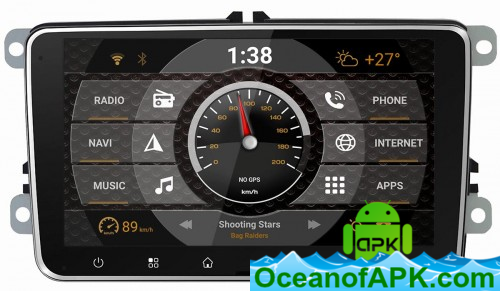 1:38
+27°
RADIO
PHONE
NAVI
INTERNET
MUSIC
APPS
0
20
40
60
80
100
120
140
160
180
200
NO GPS
km/h
89 km/h
Shooting Stars
Bag Raiders
apk
OceanofAPK.com